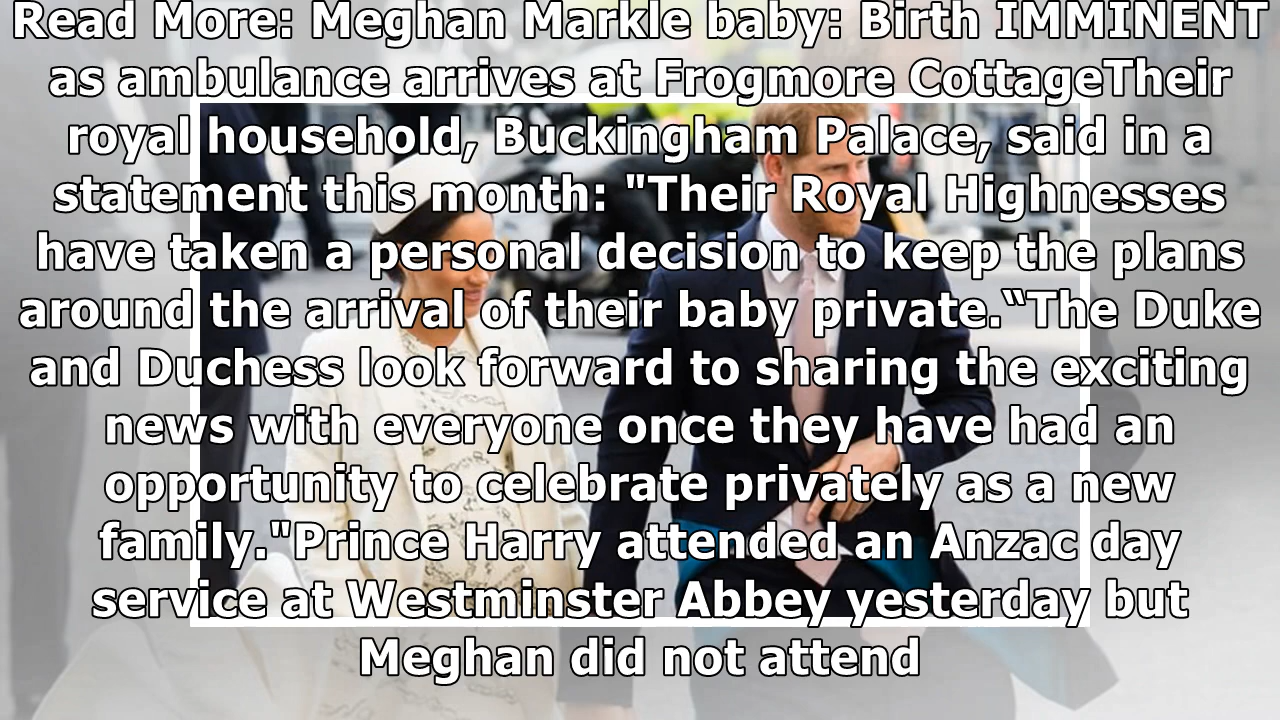 Read More: Meghan Markle baby: Birth IMMINENT
as ambulance arrives at Frogmore CottageTheir
royal household, Buckingham Palace, said in a
statement this month: "Their Royal Highnesses
have taken a personal decision to keep the plans
around the arrival of their baby private.“The Duke
and Duchess look forward to sharing the exciting
news with everyone once they have had an
opportunity to celebrate privately as a new
family."Prince Harry attended an Anzac day
service at Westminster Abbey yesterday but
Meghan did not attend